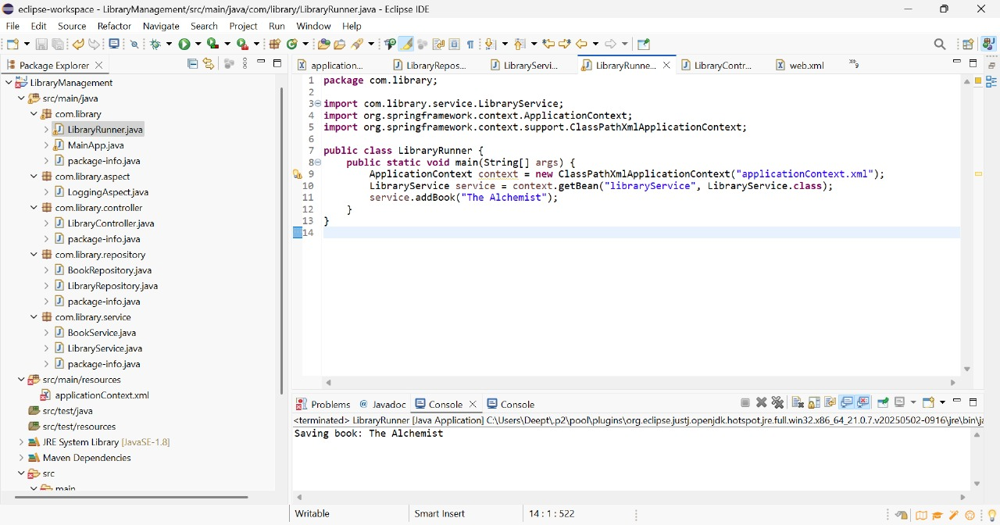 eclipse-workspace - LibraryManagement/src/main/java/com/library/LibraryRunner.java - Eclipse IDE
File Edit Source Refactor Navigate Search Project Run Window Help
Package Explorer
LibraryManagement
src/main/java
com.library
LibraryRunner.java
MainApp.java
package-info.java
com.library.aspect
LoggingAspect.java
com.library.controller
LibraryController.java
package-info.java
com.library.repository
BookRepository.java
LibraryRepository.java
package-info.java
com.library.service
BookService.java
LibraryService.java
package-info.java
src/main/resources
applicationContext.xml
src/test/java
src/test/resources
JRE System Library [JavaSE-1.8]
Maven Dependencies
src
main
application... LibraryRepos... LibraryServi... LibraryRunne... LibraryContr... web.xml »9
1 package com.library;
2
3 import com.library.service.LibraryService;
4 import org.springframework.context.ApplicationContext;
5 import org.springframework.context.support.ClassPathXmlApplicationContext;
6
7 public class LibraryRunner {
8 public static void main(String[] args) {
9 ApplicationContext context = new ClassPathXmlApplicationContext("applicationContext.xml");
10 LibraryService service = context.getBean("libraryService", LibraryService.class);
11 service.addBook("The Alchemist");
12 }
13 }
14
Problems @ Javadoc Console Console
<terminated> LibraryRunner [Java Application] C:\Users\Deept\.p2\pool\plugins\org.eclipse.justj.openjdk.hotspot.jre.full.win32.x86_64_21.0.7.v20250502-0916\jre\bin\ja
Saving book: The Alchemist
Writable Smart Insert 14 : 1 : 522